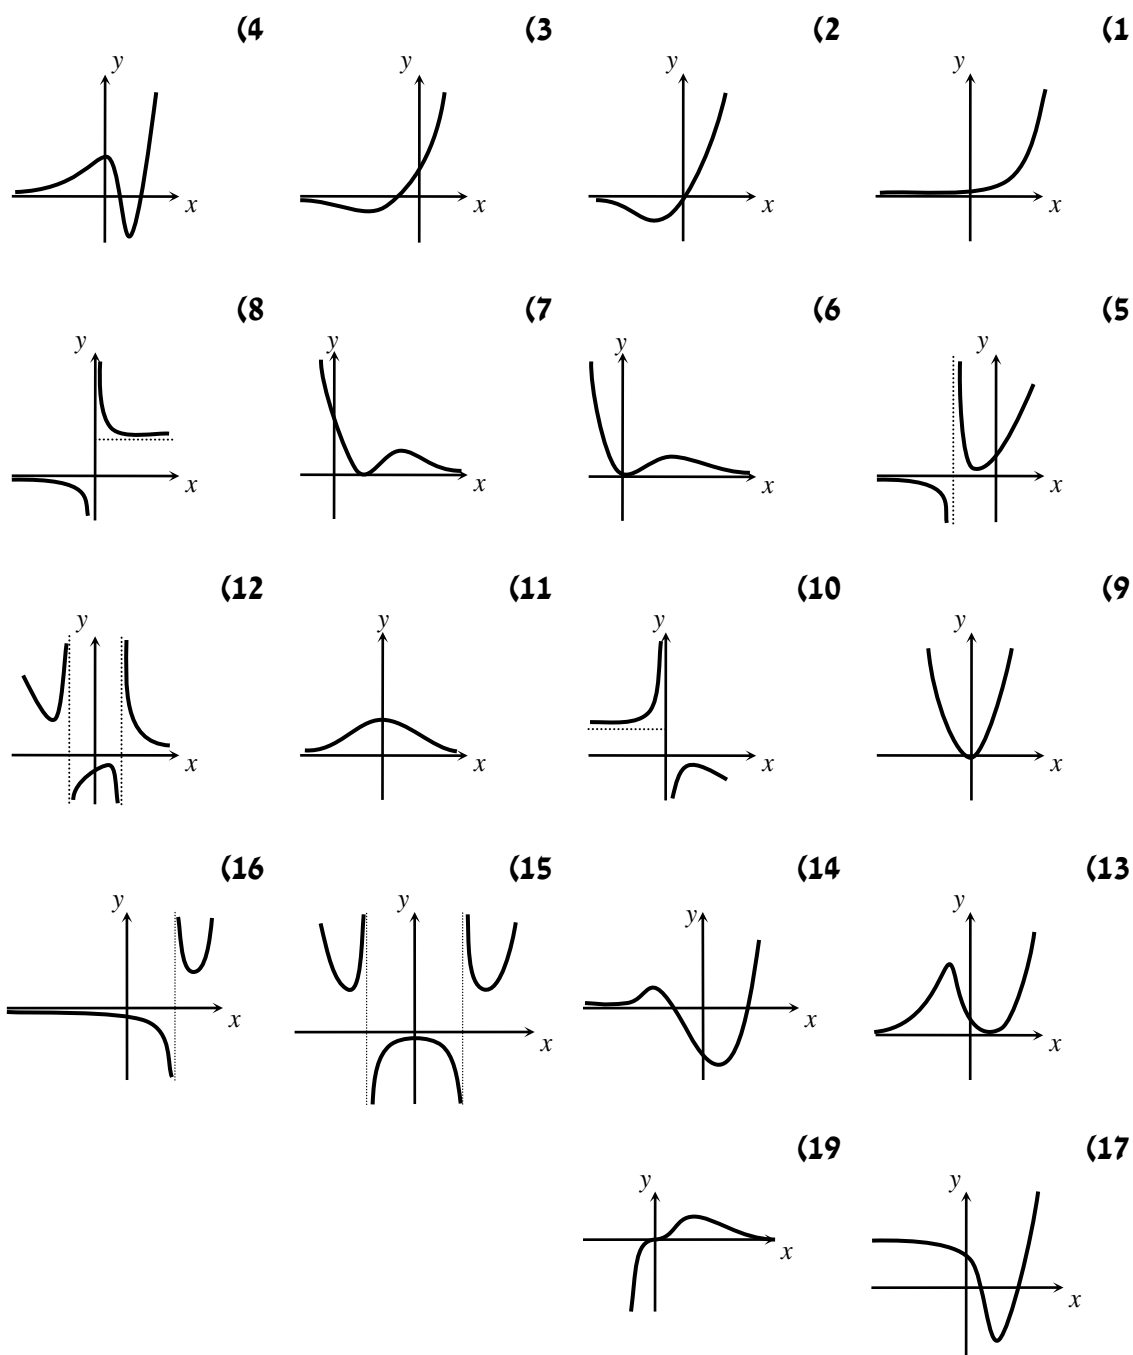 (4 (3 (2 (1
y y y y
x x x x
(8 (7 (6 (5
y y y y
x x x x
(12 (11 (10 (9
y y y y
x x x x
(16 (15 (14 (13
y y y y
x x x x
(19 (17
y y
x x